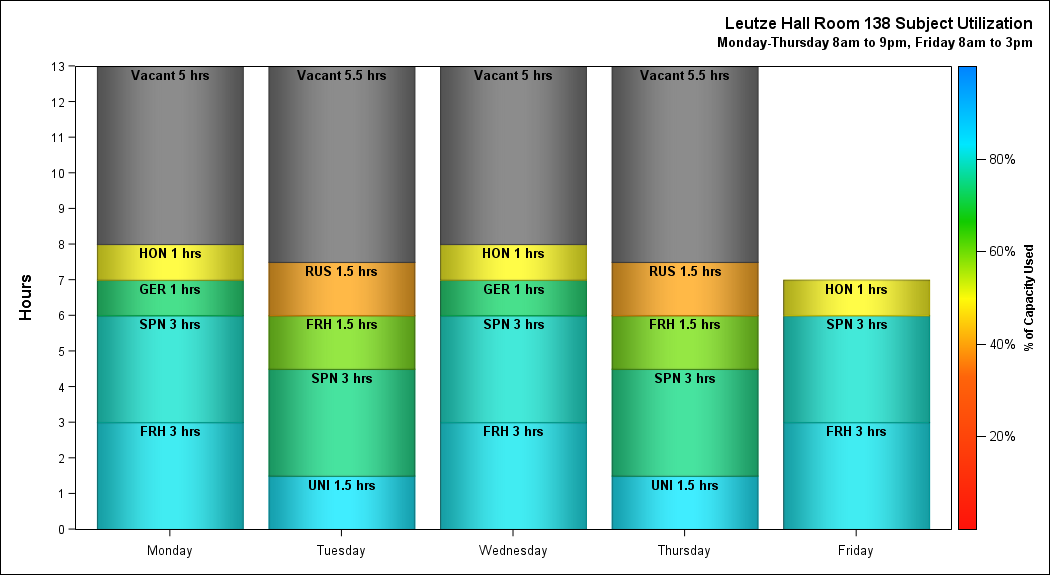 Leutze Hall Room 138 Subject Utilization
Monday-Thursday 8am to 9pm, Friday 8am to 3pm
Hours
13
12
11
10
9
8
7
6
5
4
3
2
1
0
Vacant 5 hrs
HON 1 hrs
GER 1 hrs
SPN 3 hrs
FRH 3 hrs
Monday
Vacant 5.5 hrs
RUS 1.5 hrs
FRH 1.5 hrs
SPN 3 hrs
UNI 1.5 hrs
Tuesday
Vacant 5 hrs
HON 1 hrs
GER 1 hrs
SPN 3 hrs
FRH 3 hrs
Wednesday
Vacant 5.5 hrs
RUS 1.5 hrs
FRH 1.5 hrs
SPN 3 hrs
UNI 1.5 hrs
Thursday
HON 1 hrs
SPN 3 hrs
FRH 3 hrs
Friday
80%
60%
40%
20%
% of Capacity Used